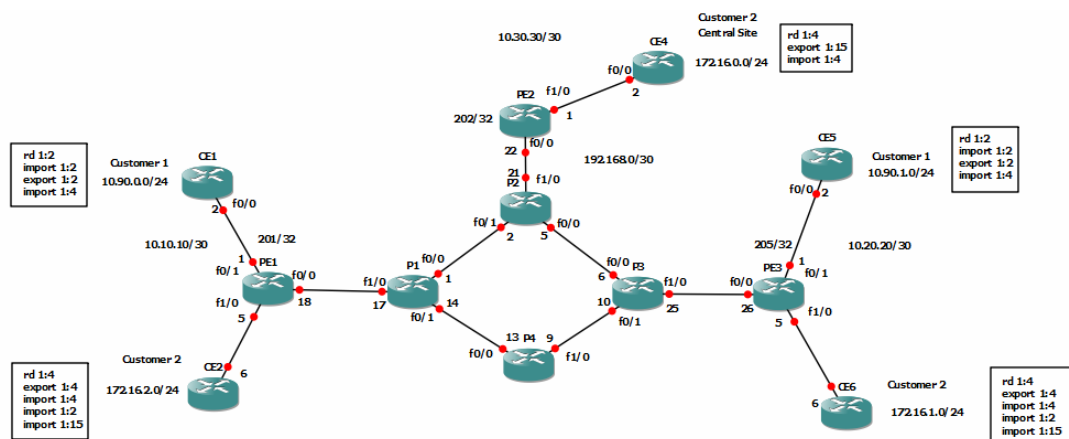 Customer 2
Central Site
10.30.30/30
CE4
rd 1:4
export 1:15
import 1:4
f0/0
172.16.0.0/24
2
f1/0
PE2
1
202/32
f0/0
22
192.168.0/30
21
P2
f1/0
rd 1:2
import 1:2
export 1:2
import 1:4
Customer 1
CE1
10.90.0.0/24
2
f0/0
CE5
Customer 1
10.90.1.0/24
f0/0
2
rd 1:2
import 1:2
export 1:2
import 1:4
f0/1
f0/0
2
5
10.10.10/30
201/32
1
f0/1
PE1
f0/0
f1/0
18
5
P1
f0/0
f1/0
1
17
14
f0/1
f0/0
P3
6
f1/0
10
25
f0/1
205/32
10.20.20/30
1
PE3
f0/1
f0/0
26
5
f1/0
13
P4
9
f0/0
f1/0
rd 1:4
export 1:4
import 1:4
import 1:2
import 1:15
Customer 2
CE2
6
172.16.2.0/24
CE6
Customer 2
6
172.16.1.0/24
rd 1:4
export 1:4
import 1:4
import 1:2
import 1:15